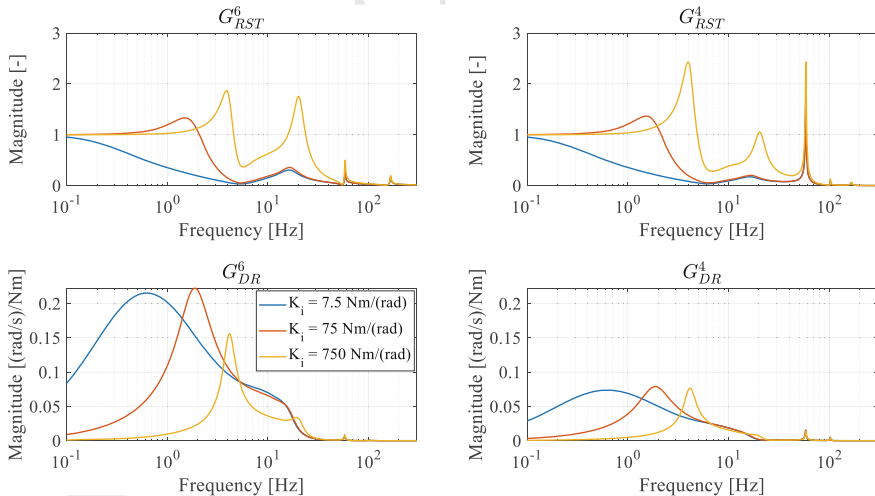 G^6_RST
G^4_RST
Magnitude [-]
3
2
1
0
10^-1
10^0
10^1
10^2
Frequency [Hz]
Magnitude [-]
3
2
1
0
10^-1
10^0
10^1
10^2
Frequency [Hz]
G^6_DR
G^4_DR
Magnitude [(rad/s)/Nm]
0.2
0.15
0.1
0.05
0
K_i = 7.5 Nm/(rad)
K_i = 75 Nm/(rad)
K_i = 750 Nm/(rad)
10^-1
10^0
10^1
10^2
Frequency [Hz]
Magnitude [(rad/s)/Nm]
0.2
0.15
0.1
0.05
0
10^-1
10^0
10^1
10^2
Frequency [Hz]